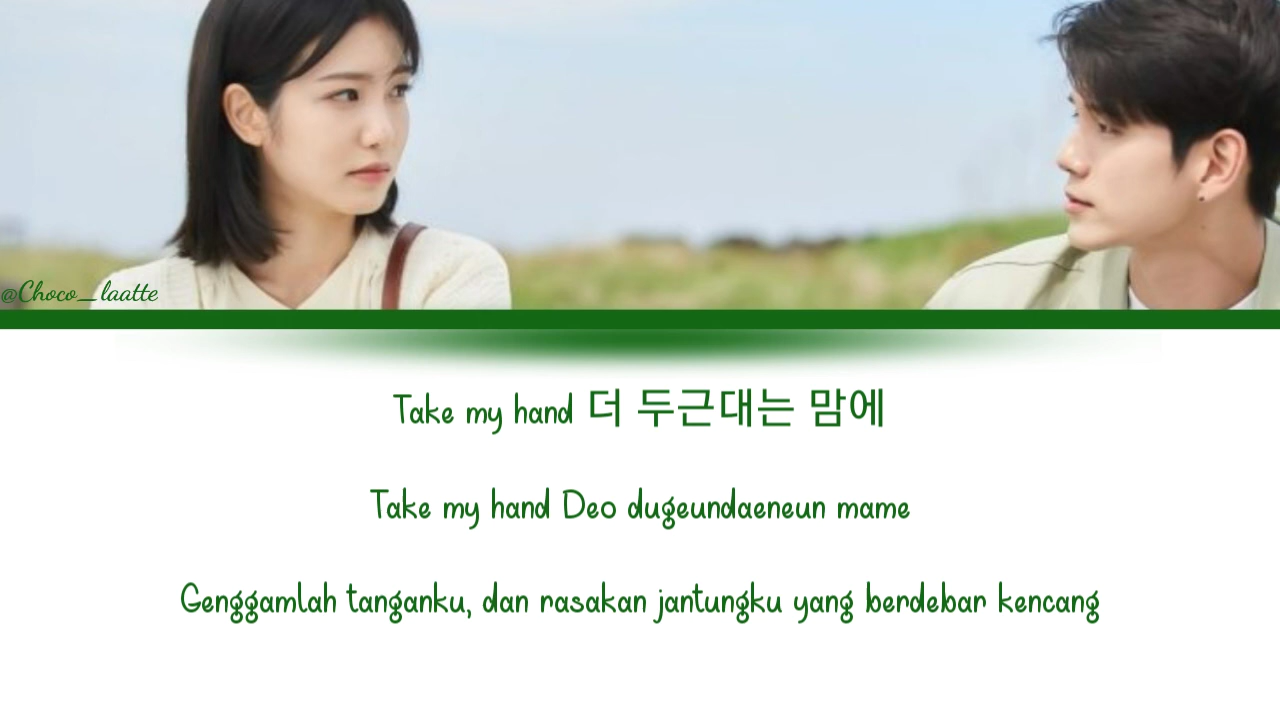 @Choco_laatte
Take my hand 더 두근대는 맘에
Take my hand Deo dugeundaeneun mame
Genggamlah tanganku, dan rasakan jantungku yang berdebar kencang